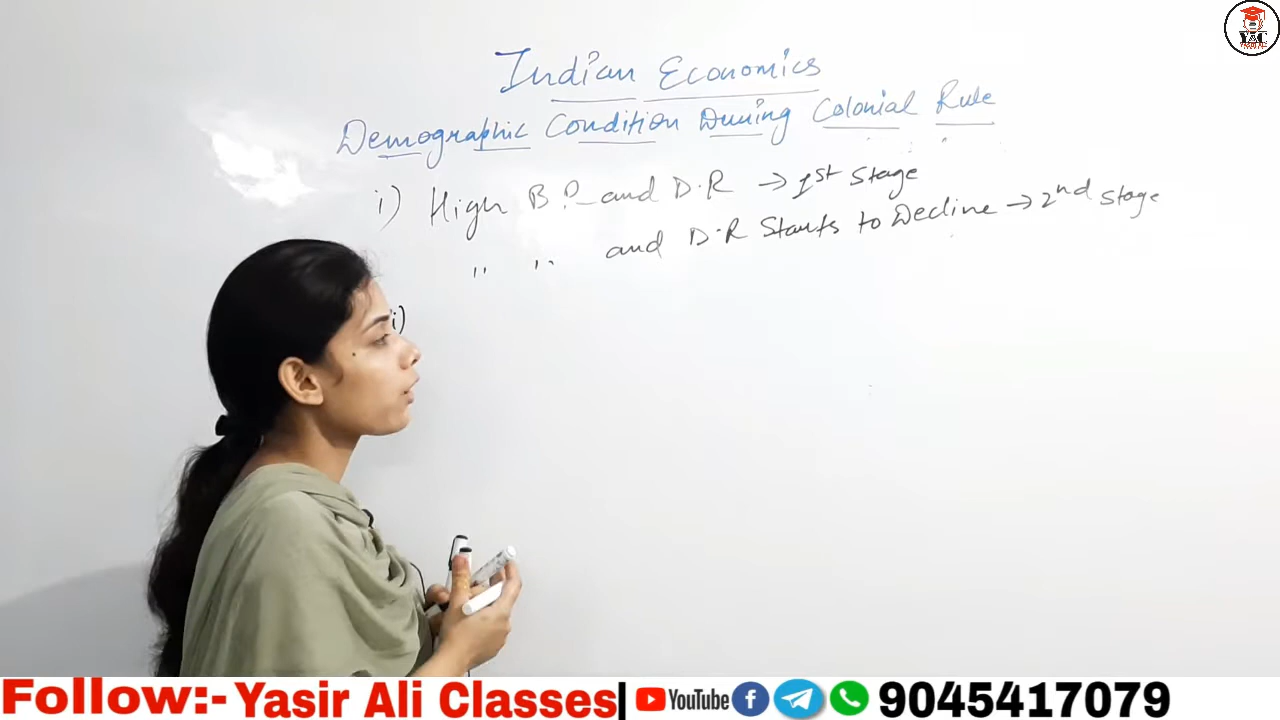 Indian Economics
Demographic Condition During Colonial Rule
i) High B.R and D.R → 1st Stage
" " and D.R Starts to Decline → 2nd Stage
i)
YAC
Follow:- Yasir Ali Classes| YouTube 9045417079